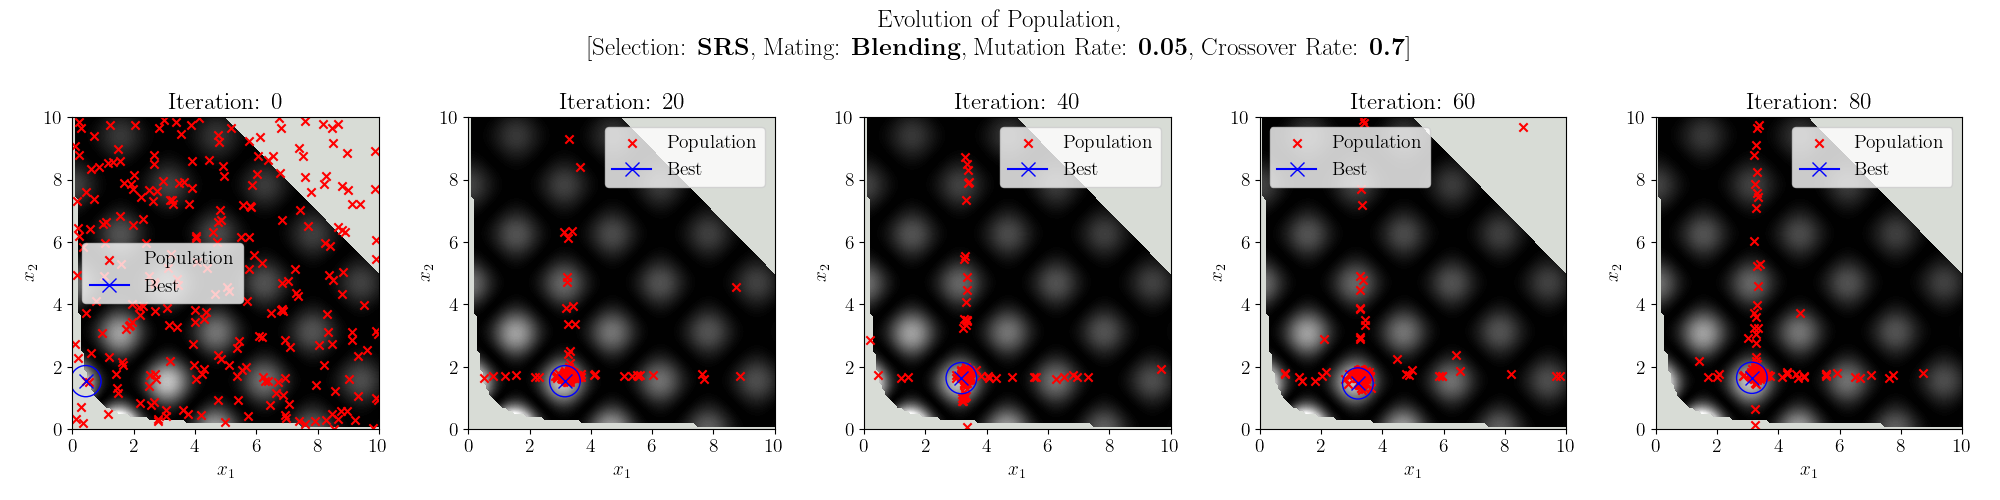 Evolution of Population,
[Selection: SRS, Mating: Blending, Mutation Rate: 0.05, Crossover Rate: 0.7]
Iteration: 0
10
8
6
4
2
0
x2
Population
Best
0 2 4 6 8 10
x1
Iteration: 20
10
8
6
4
2
0
x2
Population
Best
0 2 4 6 8 10
x1
Iteration: 40
10
8
6
4
2
0
x2
Population
Best
0 2 4 6 8 10
x1
Iteration: 60
10
8
6
4
2
0
x2
Population
Best
0 2 4 6 8 10
x1
Iteration: 80
10
8
6
4
2
0
x2
Population
Best
0 2 4 6 8 10
x1